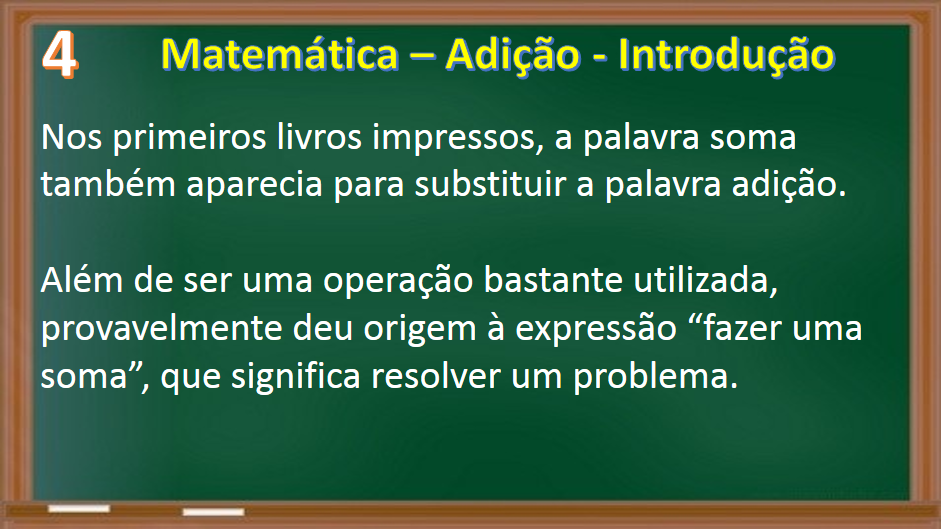 4
Matemática – Adição - Introdução
Nos primeiros livros impressos, a palavra soma
também aparecia para substituir a palavra adição.
Além de ser uma operação bastante utilizada,
provavelmente deu origem à expressão “fazer uma
soma”, que significa resolver um problema.